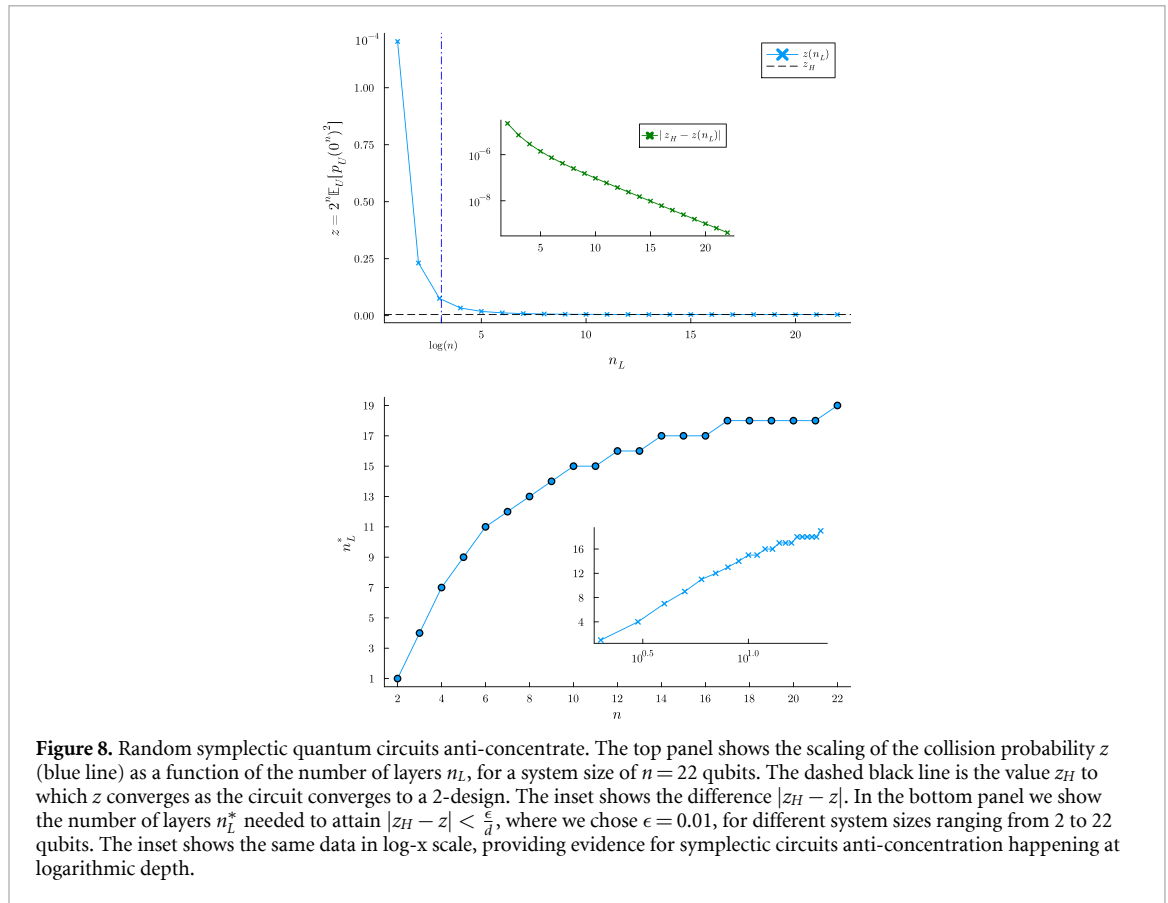 10⁻⁴
1.00
0.75
0.50
0.25
0.00
z = 2ⁿ𝔼_U[p_U(0ⁿ)²]
z(n_L)
z_H
|z_H − z(n_L)|
10⁻⁶
10⁻⁸
5 10 15 20
5 10 15 20
log(n)
n_L
19
17
15
13
11
9
7
5
3
1
n_L^*
16
12
8
4
10^0.5 10^1.0
2 4 6 8 10 12 14 16 18 20 22
n
Figure 8. Random symplectic quantum circuits anti-concentrate. The top panel shows the scaling of the collision probability z
(blue line) as a function of the number of layers n_L, for a system size of n = 22 qubits. The dashed black line is the value z_H to
which z converges as the circuit converges to a 2-design. The inset shows the difference |z_H − z|. In the bottom panel we show
the number of layers n_L^* needed to attain |z_H − z| < ϵ/d, where we chose ϵ = 0.01, for different system sizes ranging from 2 to 22
qubits. The inset shows the same data in log-x scale, providing evidence for symplectic circuits anti-concentration happening at
logarithmic depth.